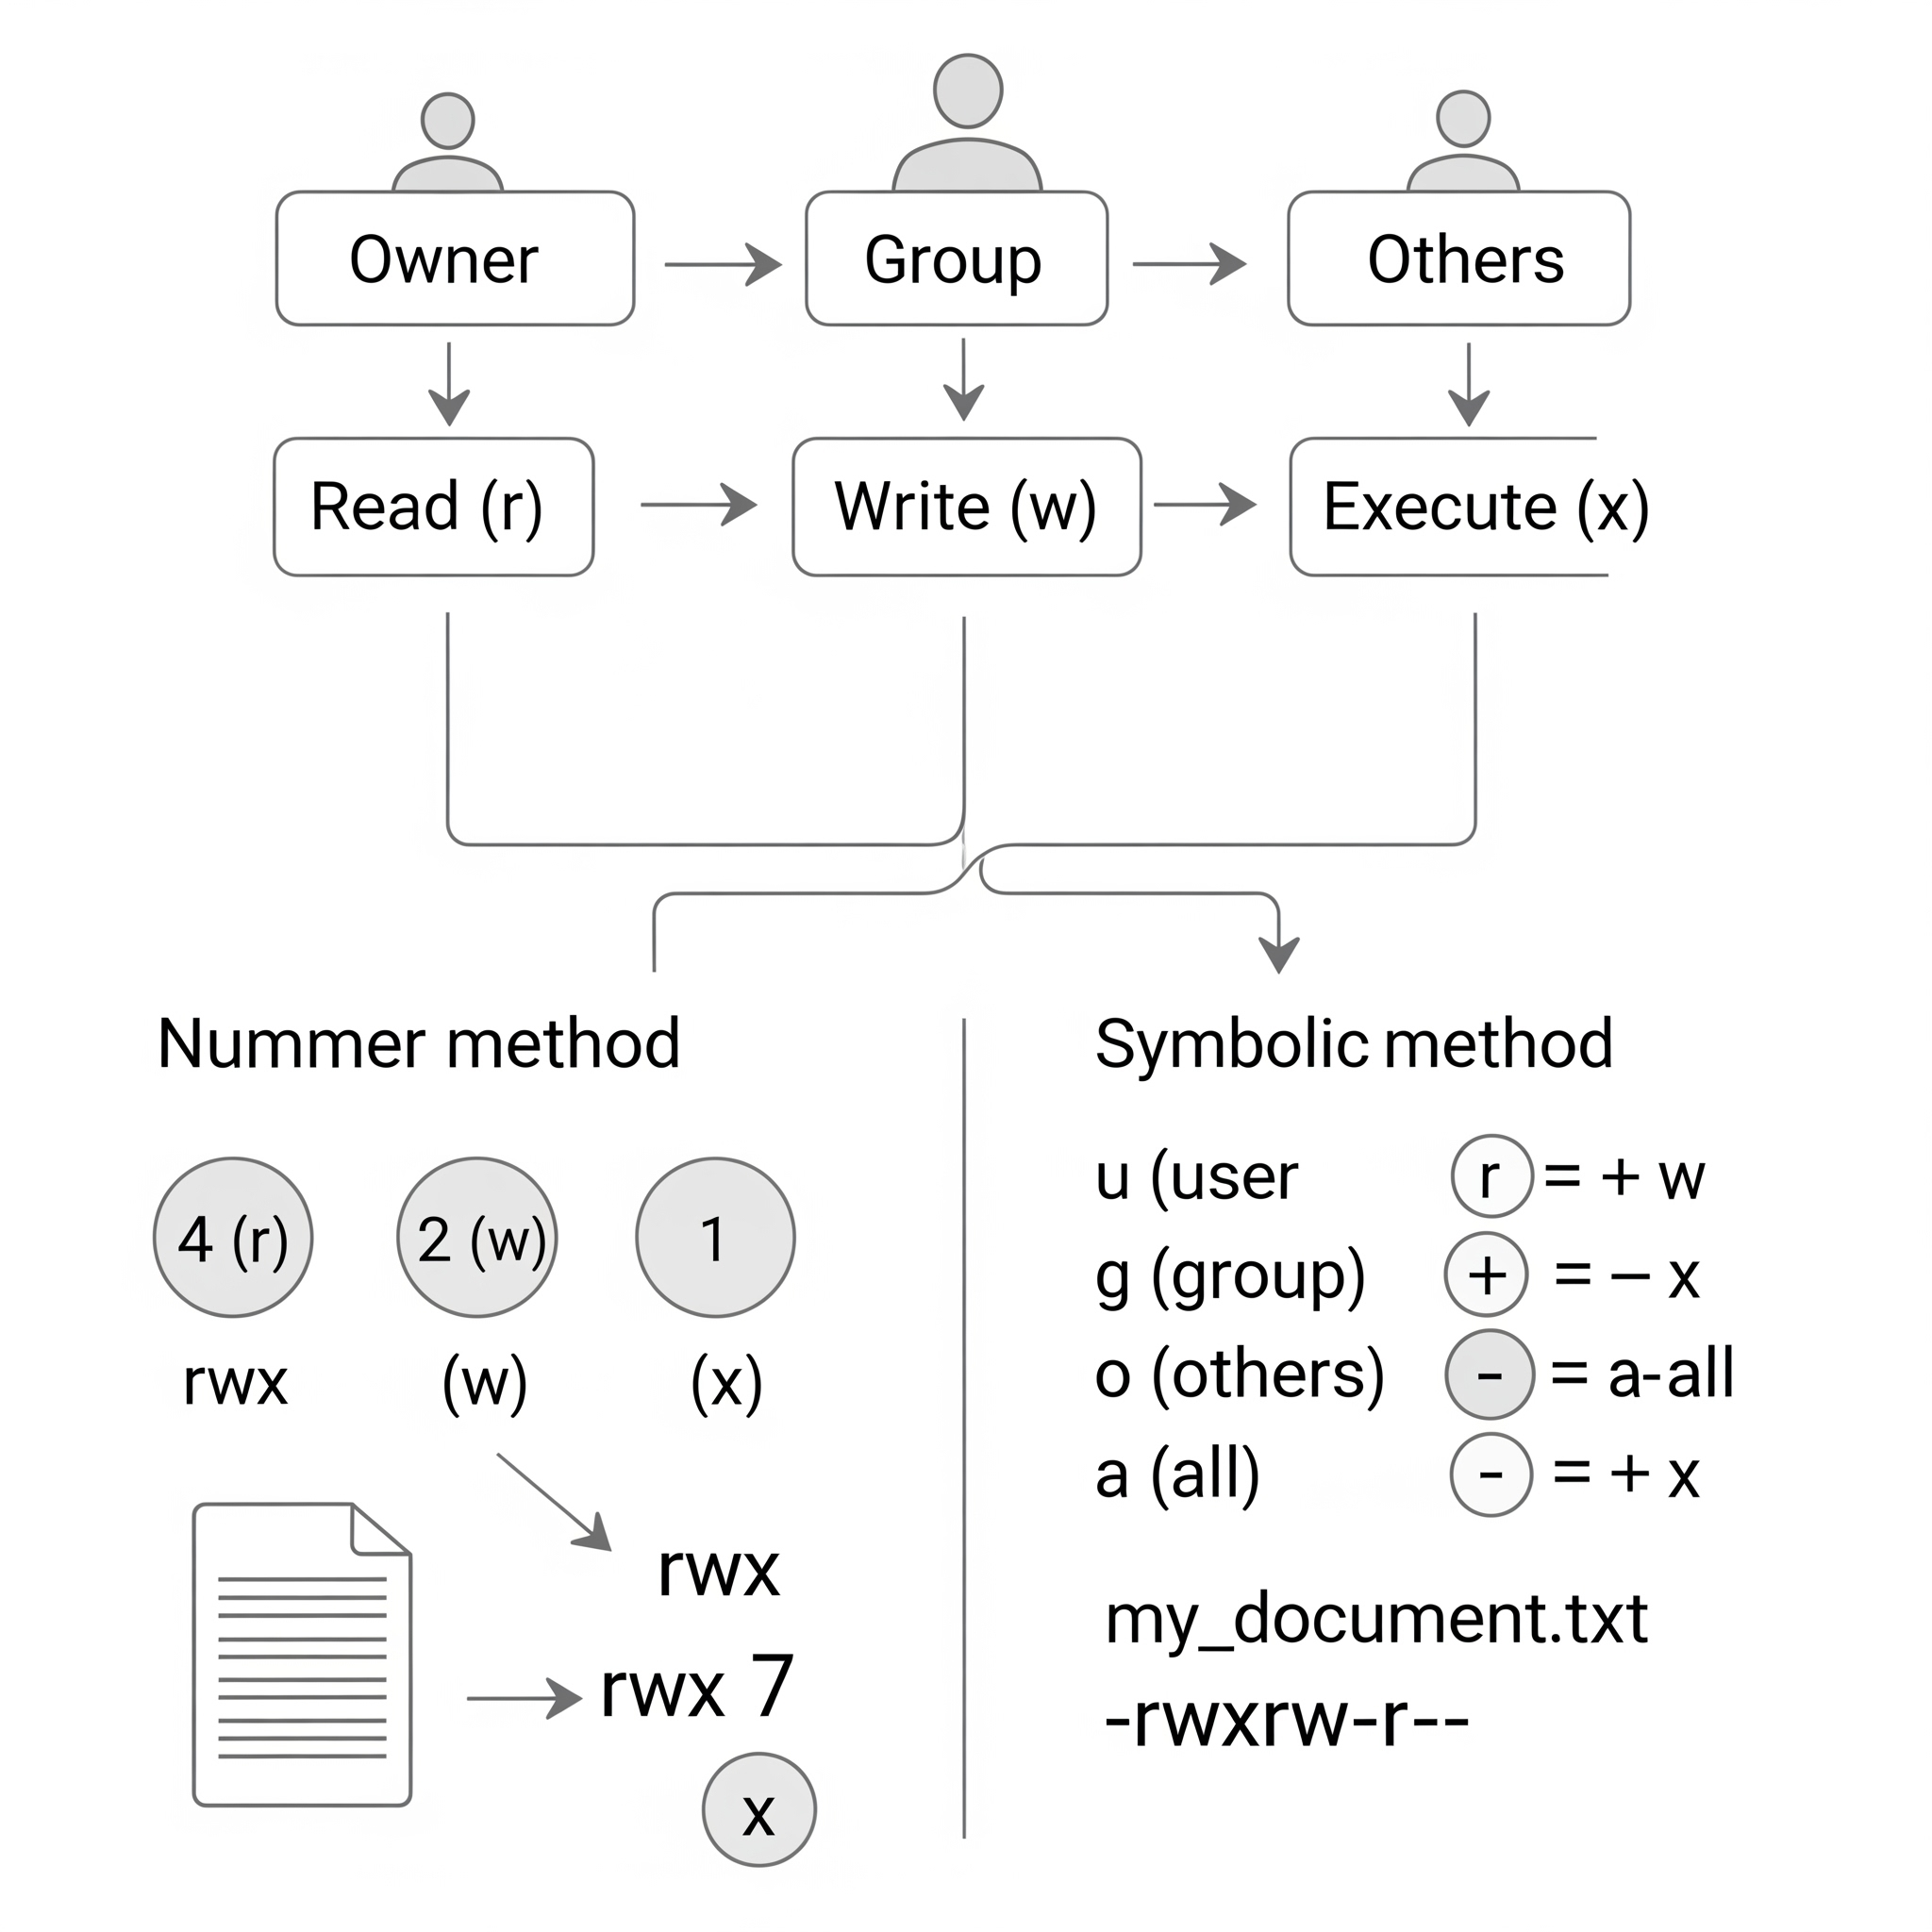 Owner Group Others
Read (r) Write (w) Execute (x)
Nummer method
4 (r) 2 (w) 1
rwx (w) (x)
rwx
rwx 7
x
Symbolic method
u (user r = + w
g (group) + = – x
o (others) - = a-all
a (all) - = + x
my_document.txt
-rwxrw-r--